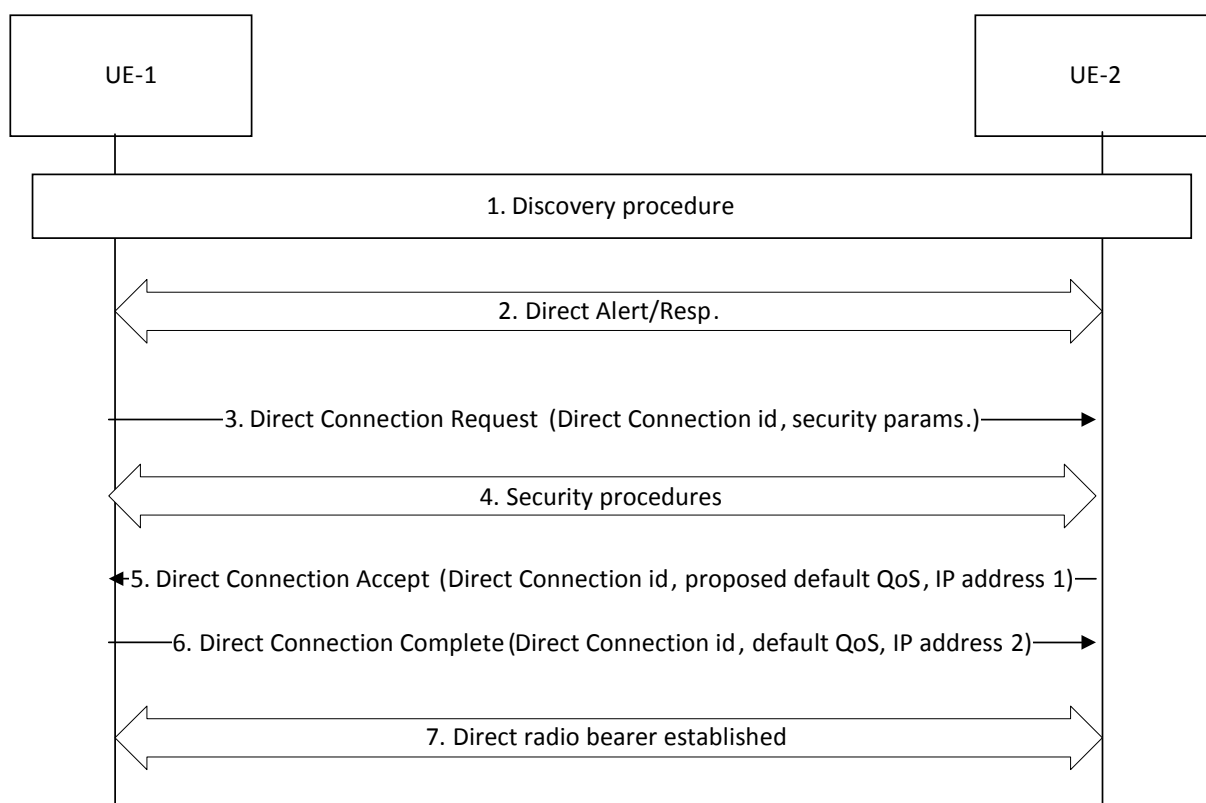 UE-1
UE-2
1. Discovery procedure
2. Direct Alert/Resp.
3. Direct Connection Request (Direct Connection id, security params.)
4. Security procedures
5. Direct Connection Accept (Direct Connection id, proposed default QoS, IP address 1)
6. Direct Connection Complete (Direct Connection id, default QoS, IP address 2)
7. Direct radio bearer established